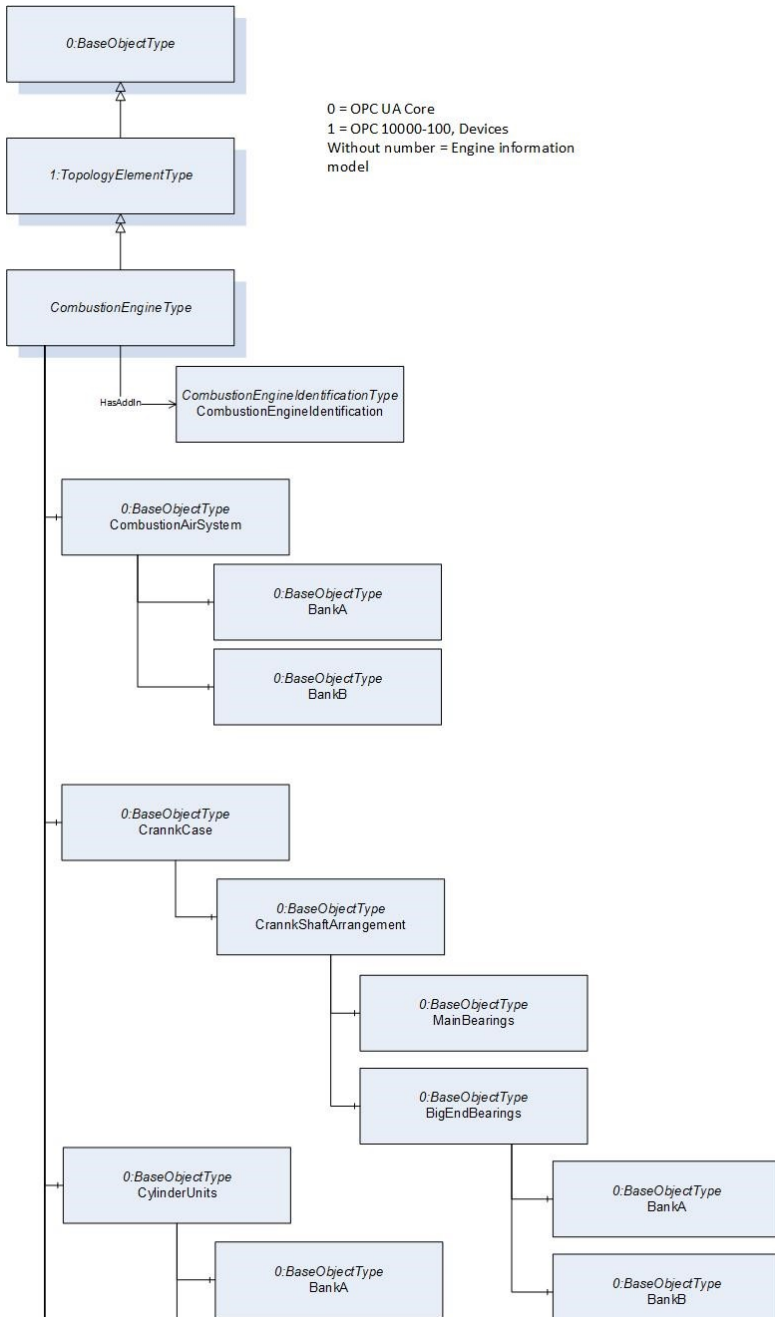 0:BaseObjectType
0 = OPC UA Core
1 = OPC 10000-100, Devices
Without number = Engine information
model
1:TopologyElementType
CombustionEngineType
HasAddIn
CombustionEngineIdentificationType
CombustionEngineIdentification
0:BaseObjectType
CombustionAirSystem
0:BaseObjectType
BankA
0:BaseObjectType
BankB
0:BaseObjectType
CrannkCase
0:BaseObjectType
CrannkShaftArrangement
0:BaseObjectType
MainBearings
0:BaseObjectType
BigEndBearings
0:BaseObjectType
CylinderUnits
0:BaseObjectType
BankA
0:BaseObjectType
BankA
0:BaseObjectType
BankB